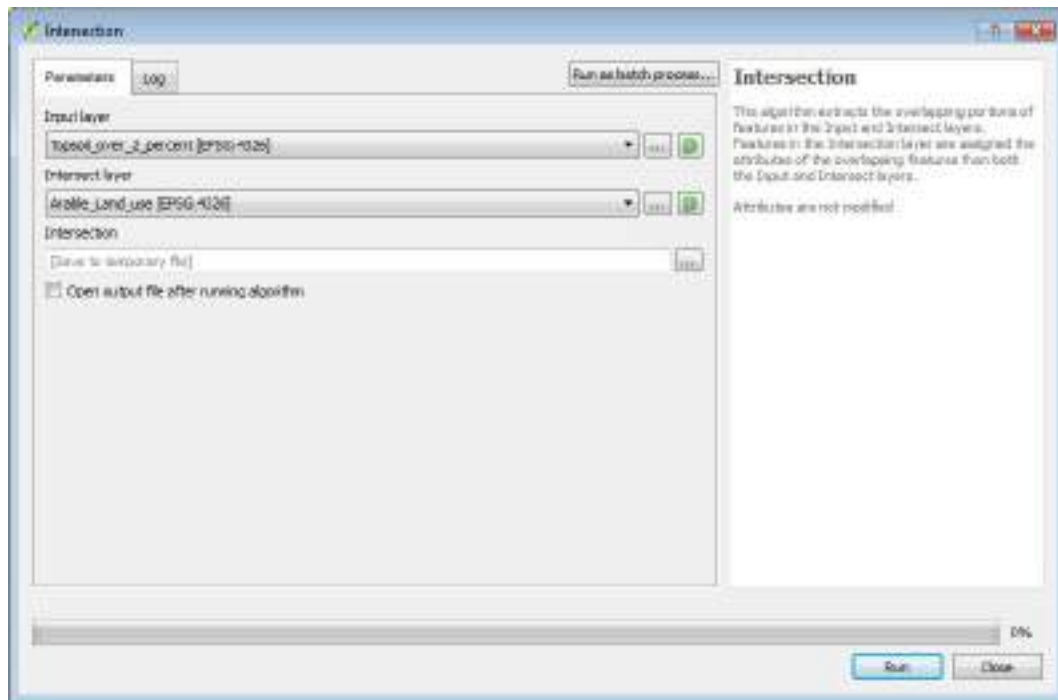 Intersection
Parameters
Log
Run as batch process...
Input layer
Topsoil_over_2_percent [EPSG:4326]
...
Intersect layer
Arable_Land_use [EPSG:4326]
...
Intersection
[Save to temporary file]
...
Open output file after running algorithm
Intersection
This algorithm extracts the overlapping portions of
features in the Input and Intersect layers.
Features in the Intersection layer are assigned the
attributes of the overlapping features from both
the Input and Intersect layers.
Attributes are not modified
0%
Run
Close